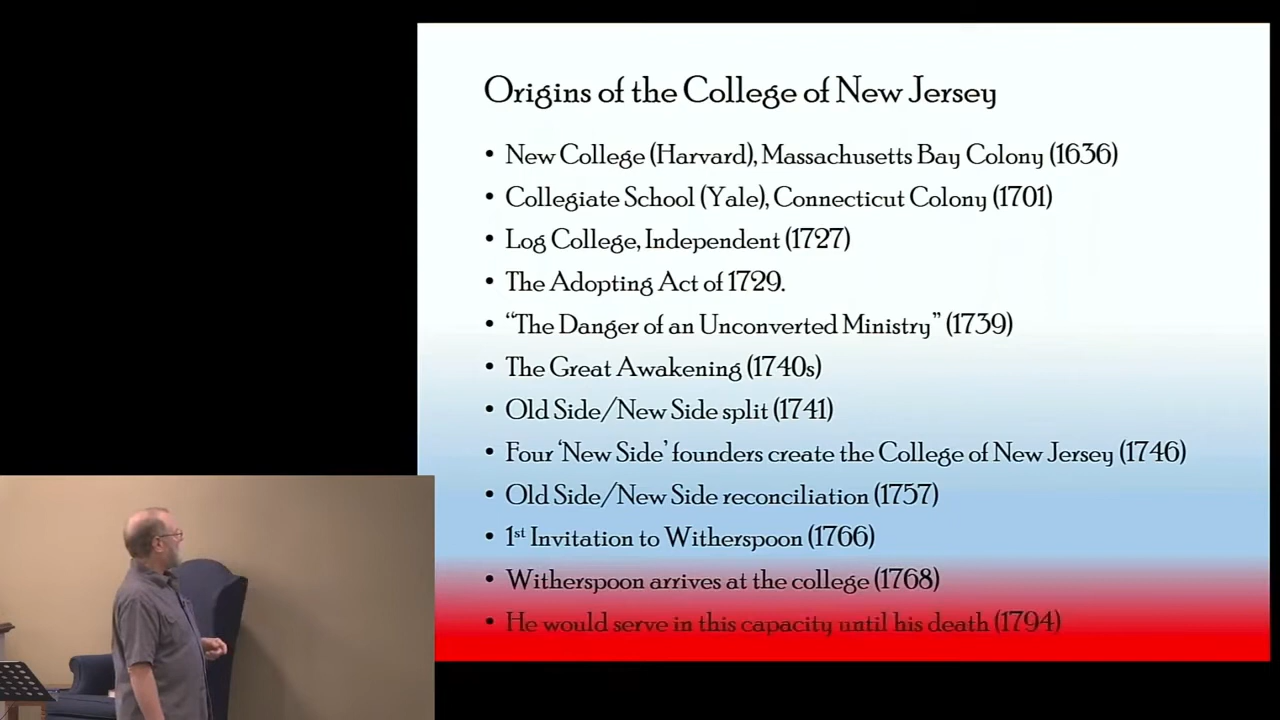 Origins of the College of New Jersey
• New College (Harvard), Massachusetts Bay Colony (1636)
• Collegiate School (Yale), Connecticut Colony (1701)
• Log College, Independent (1727)
• The Adopting Act of 1729.
• “The Danger of an Unconverted Ministry” (1739)
• The Great Awakening (1740s)
• Old Side/New Side split (1741)
• Four ‘New Side’ founders create the College of New Jersey (1746)
• Old Side/New Side reconciliation (1757)
• 1st Invitation to Witherspoon (1766)
• Witherspoon arrives at the college (1768)
• He would serve in this capacity until his death (1794)